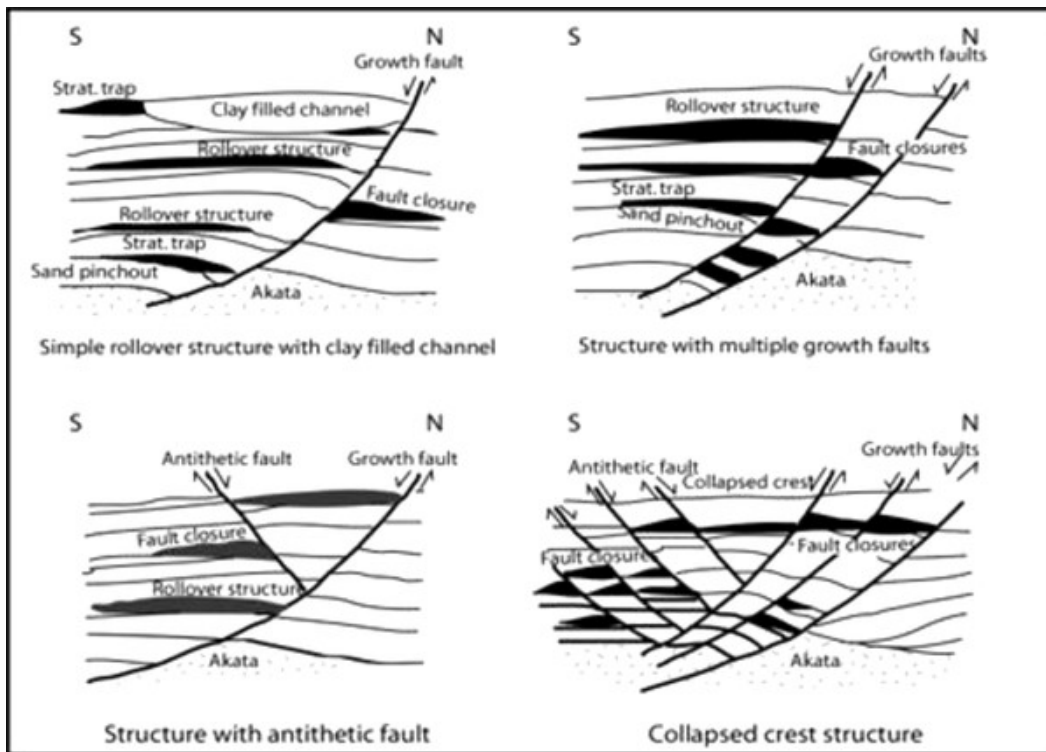 S
N
Growth fault
Strat. trap
Clay filled channel
Rollover structure
Fault closure
Rollover structure
Strat. trap
Sand pinchout
Akata
Simple rollover structure with clay filled channel
S
N
Growth faults
Rollover structure
Fault closures
Strat. trap
Sand pinchout
Akata
Structure with multiple growth faults
S
N
Antithetic fault
Growth fault
Fault closure
Rollover structure
Akata
Structure with antithetic fault
S
N
Growth faults
Antithetic fault
Collapsed crest
Fault closure
Fault closures
Akata
Collapsed crest structure